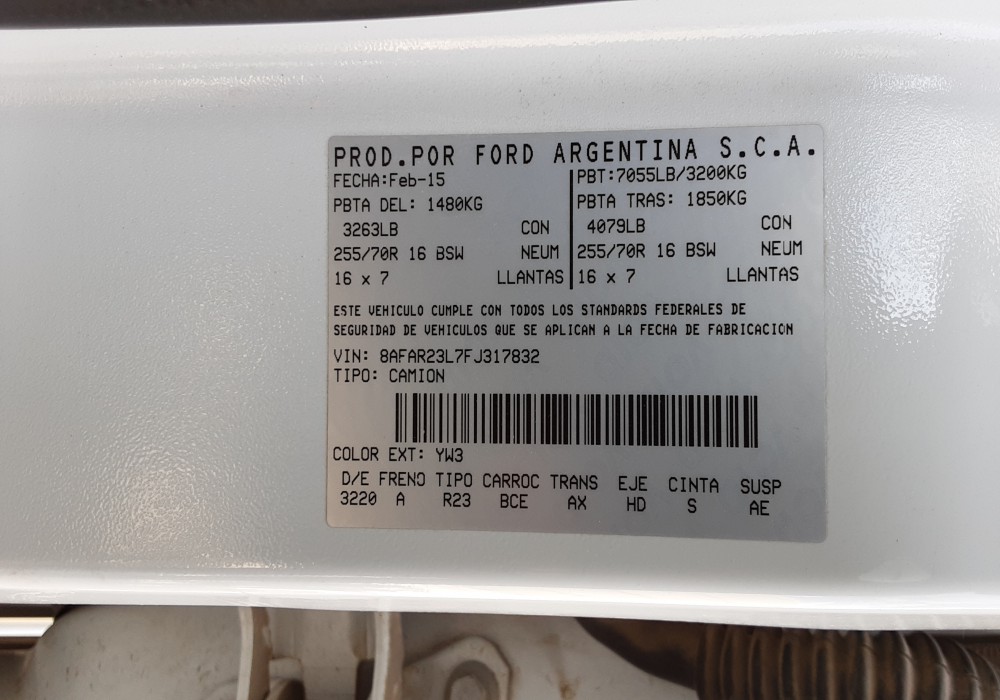 PROD.POR FORD ARGENTINA S.C.A.
FECHA:Feb-15 PBT:7055LB/3200KG
PBTA DEL: 1480KG PBTA TRAS: 1850KG
3263LB CON 4079LB CON
255/70R 16 BSW NEUM 255/70R 16 BSW NEUM
16 x 7 LLANTAS 16 x 7 LLANTAS
ESTE VEHICULO CUMPLE CON TODOS LOS STANDARDS FEDERALES DE
SEGURIDAD DE VEHICULOS QUE SE APLICAN A LA FECHA DE FABRICACION
VIN: 8AFAR23L7FJ317832
TIPO: CAMION
COLOR EXT: YW3
D/E FRENO TIPO CARROC TRANS EJE CINTA SUSP
3220 A R23 BCE AX HD S AE